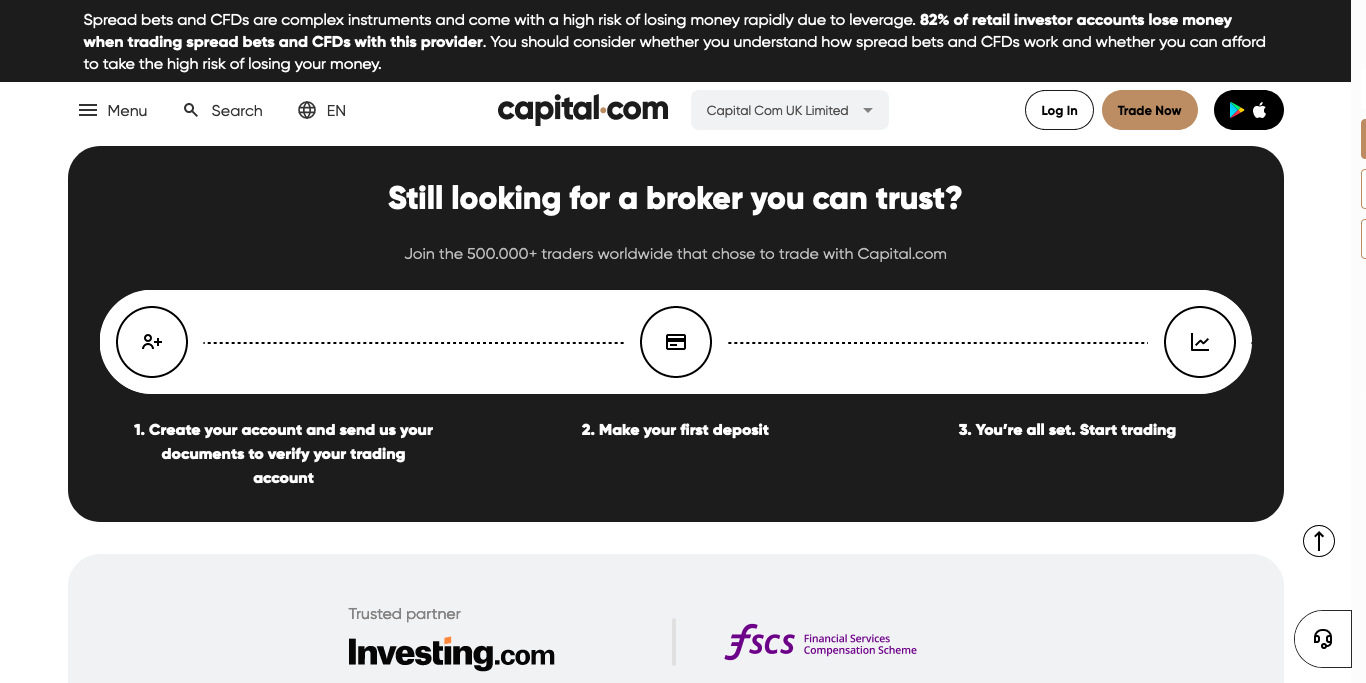 Spread bets and CFDs are complex instruments and come with a high risk of losing money rapidly due to leverage. 82% of retail investor accounts lose money
when trading spread bets and CFDs with this provider. You should consider whether you understand how spread bets and CFDs work and whether you can afford
to take the high risk of losing your money.
Menu Search EN capital.com Capital Com UK Limited Log In Trade Now
Still looking for a broker you can trust?
Join the 500.000+ traders worldwide that chose to trade with Capital.com
1. Create your account and send us your
documents to verify your trading
account
2. Make your first deposit
3. You’re all set. Start trading
Trusted partner
Investing.com
fscs Financial Services
Compensation Scheme